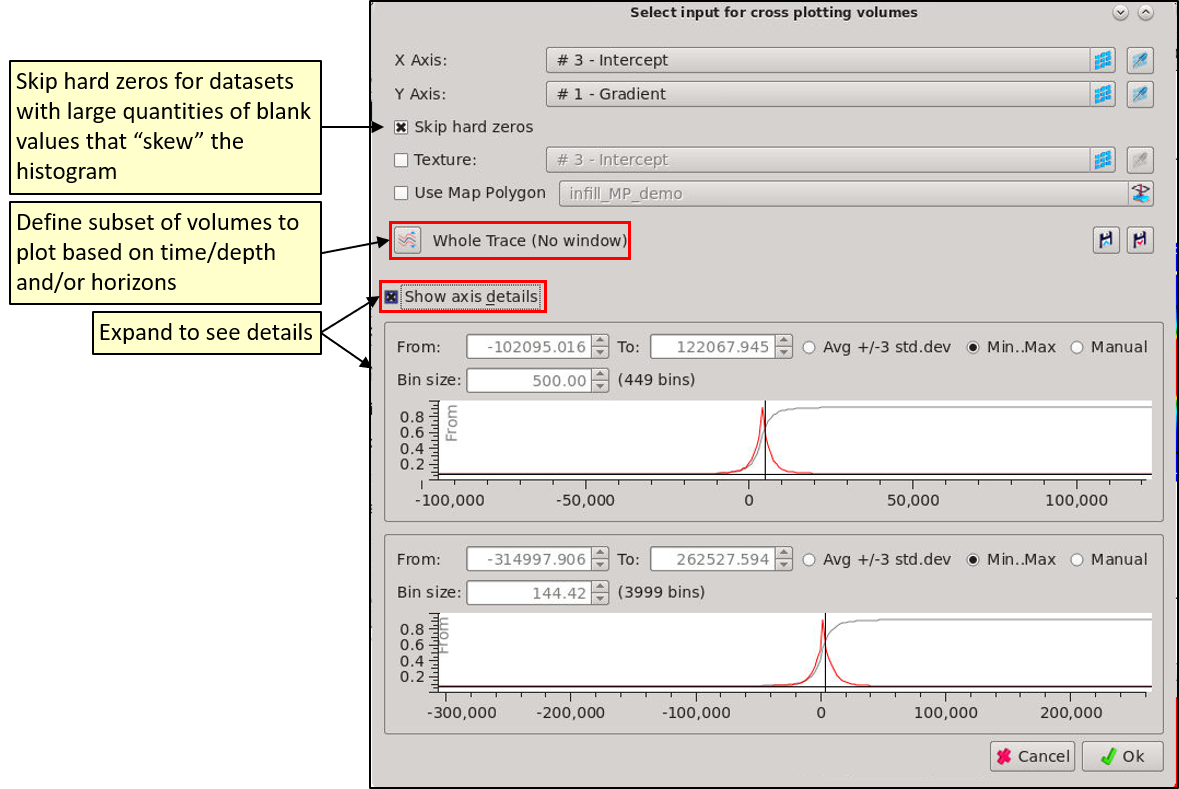 Select input for cross plotting volumes
X Axis: # 3 - Intercept
Y Axis: # 1 - Gradient
Skip hard zeros for datasets
with large quantities of blank
values that “skew” the
histogram
Skip hard zeros
Texture: # 3 - Intercept
Use Map Polygon infill_MP_demo
Define subset of volumes to
plot based on time/depth
and/or horizons
Whole Trace (No window)
Expand to see details
Show axis details
From: -102095.016 To: 122067.945 Avg +/-3 std.dev Min..Max Manual
Bin size: 500.00 (449 bins)
From
0.8
0.6
0.4
0.2
-100,000 -50,000 0 50,000 100,000
From: -314997.906 To: 262527.594 Avg +/-3 std.dev Min..Max Manual
Bin size: 144.42 (3999 bins)
From
0.8
0.6
0.4
0.2
-300,000 -200,000 -100,000 0 100,000 200,000
Cancel Ok